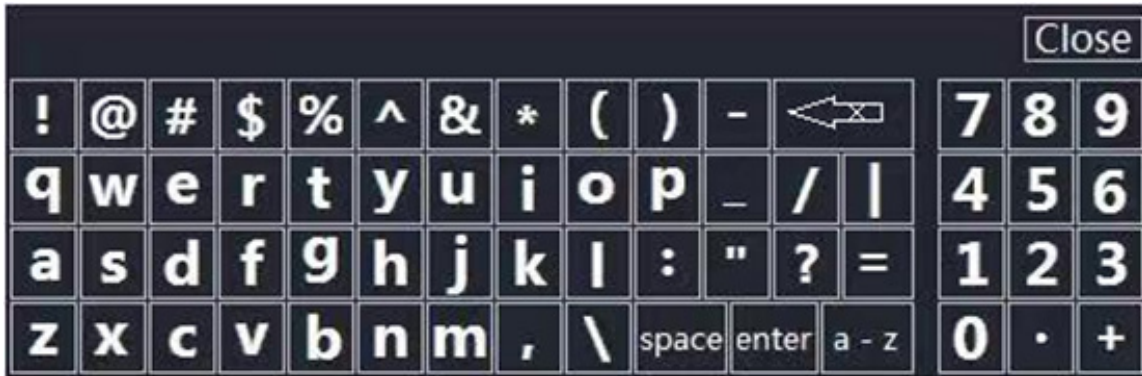 Close
! @ # $ % ^ & * ( ) - 7 8 9
q w e r t y u i o p _ / | 4 5 6
a s d f g h j k l : " ? = 1 2 3
z x c v b n m , \ space enter a - z 0 . +